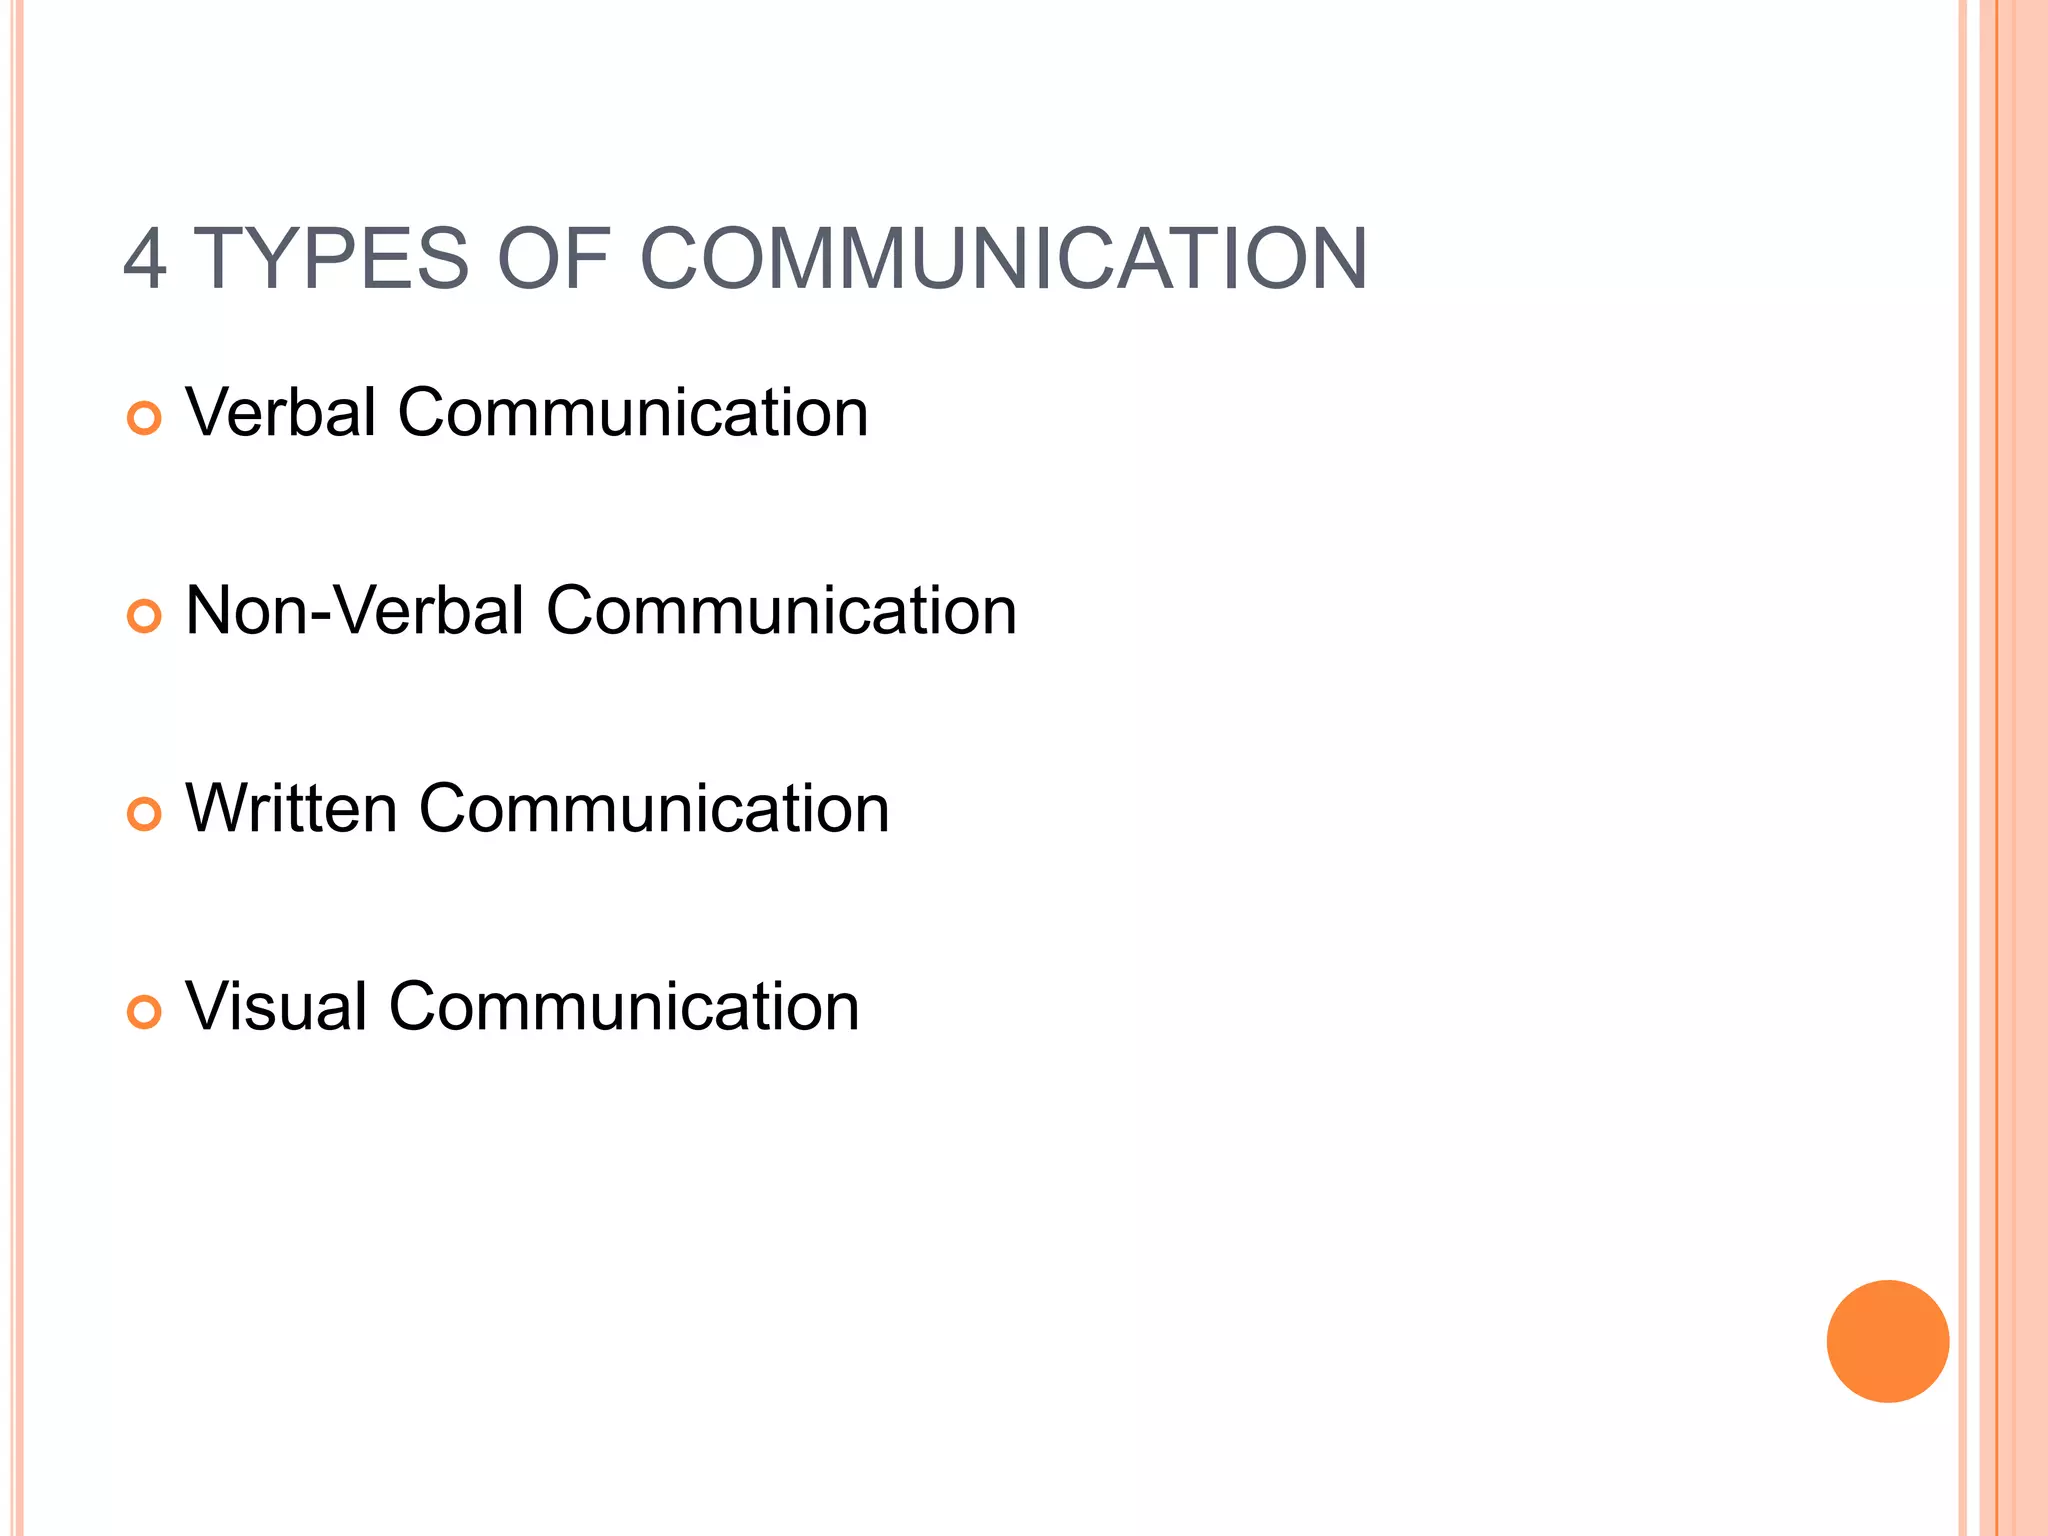 4 TYPES OF COMMUNICATION
Verbal Communication
Non-Verbal Communication
Written Communication
Visual Communication